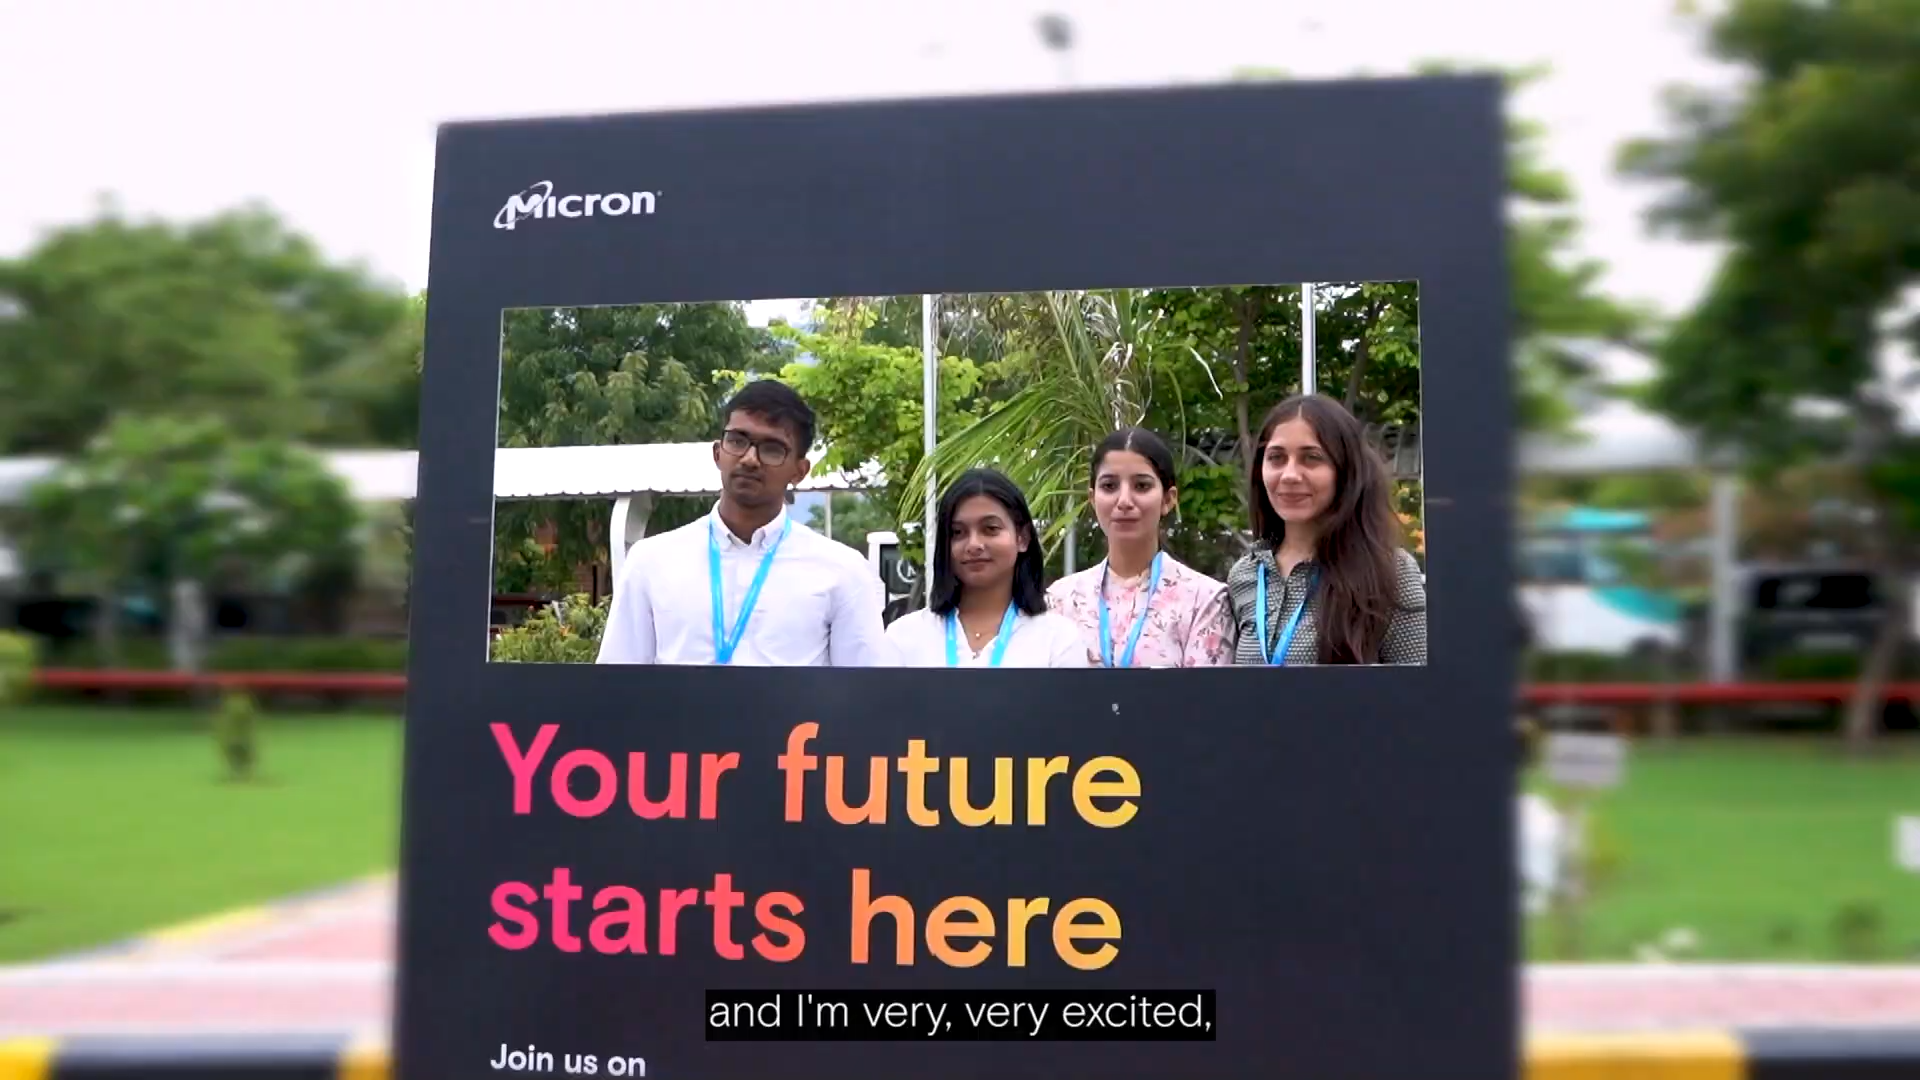 Micron
Your future
starts here
and I'm very, very excited,
Join us on